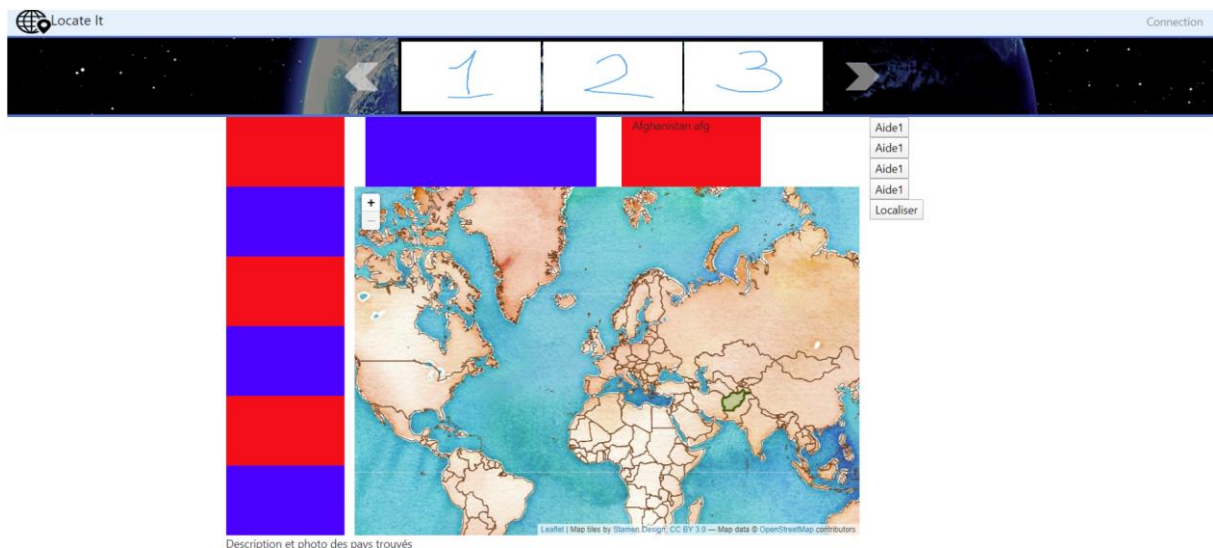 Locate It
Connection
1 2 3
Afghanistan afg
Aide1
Aide1
Aide1
Aide1
Localiser
+
−
Leaflet | Map tiles by Stamen Design, CC BY 3.0 — Map data © OpenStreetMap contributors
Description et photo des pays trouvés